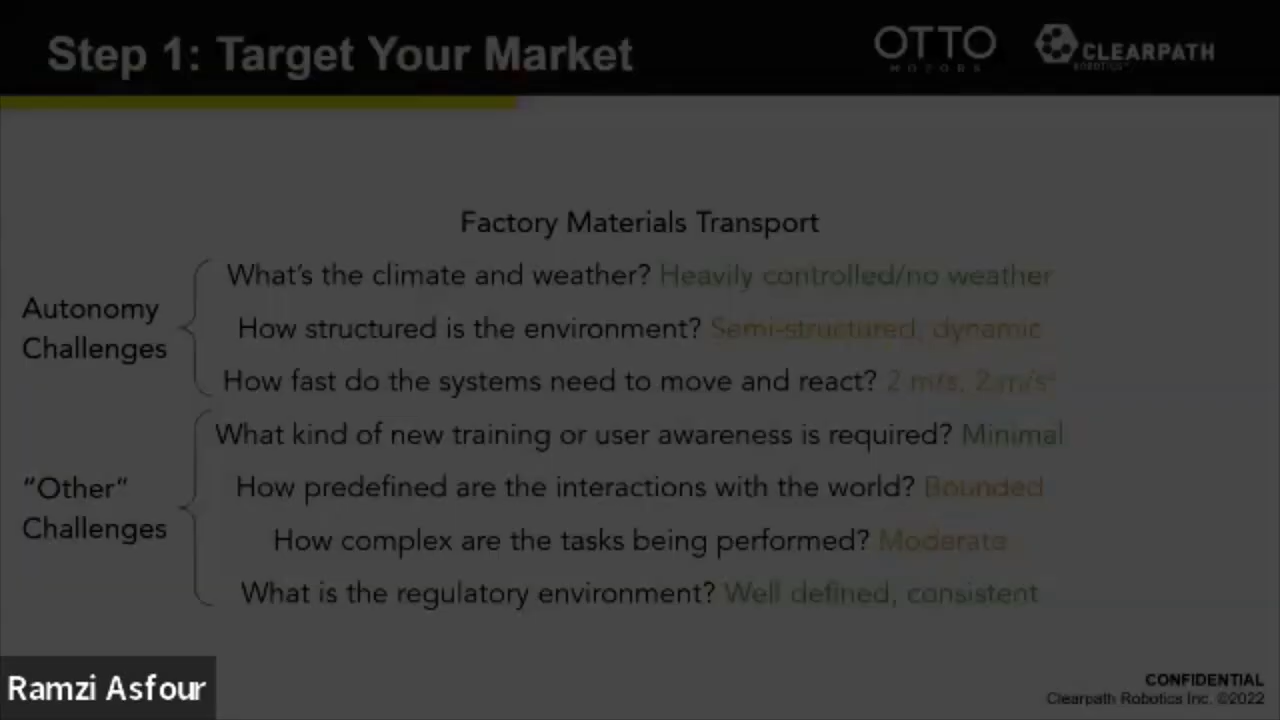 Step 1: Target Your Market
OTTO
MOTORS
CLEARPATH
ROBOTICS™
Factory Materials Transport
What's the climate and weather? Heavily controlled/no weather
How structured is the environment? Semi-structured, dynamic
How fast do the systems need to move and react? 2 m/s, 2 m/s²
Autonomy
Challenges
What kind of new training or user awareness is required? Minimal
How predefined are the interactions with the world? Bounded
How complex are the tasks being performed? Moderate
What is the regulatory environment? Well defined, consistent
“Other”
Challenges
Ramzi Asfour
CONFIDENTIAL
Clearpath Robotics Inc. ©2022